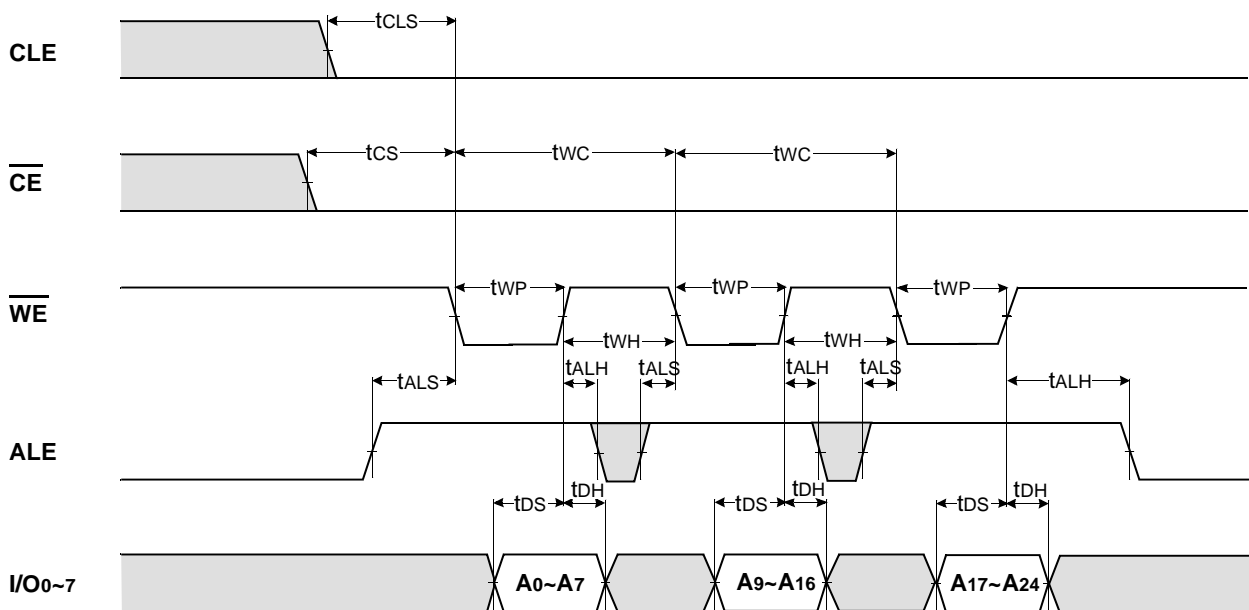 CLE
tCLS
CE
tCS tWC tWC
WE
tWP tWP tWP
tWH tWH
tALS tALH tALS tALH tALS tALH
ALE
tDS tDH tDS tDH tDS tDH
I/O0~7 A0~A7 A9~A16 A17~A24